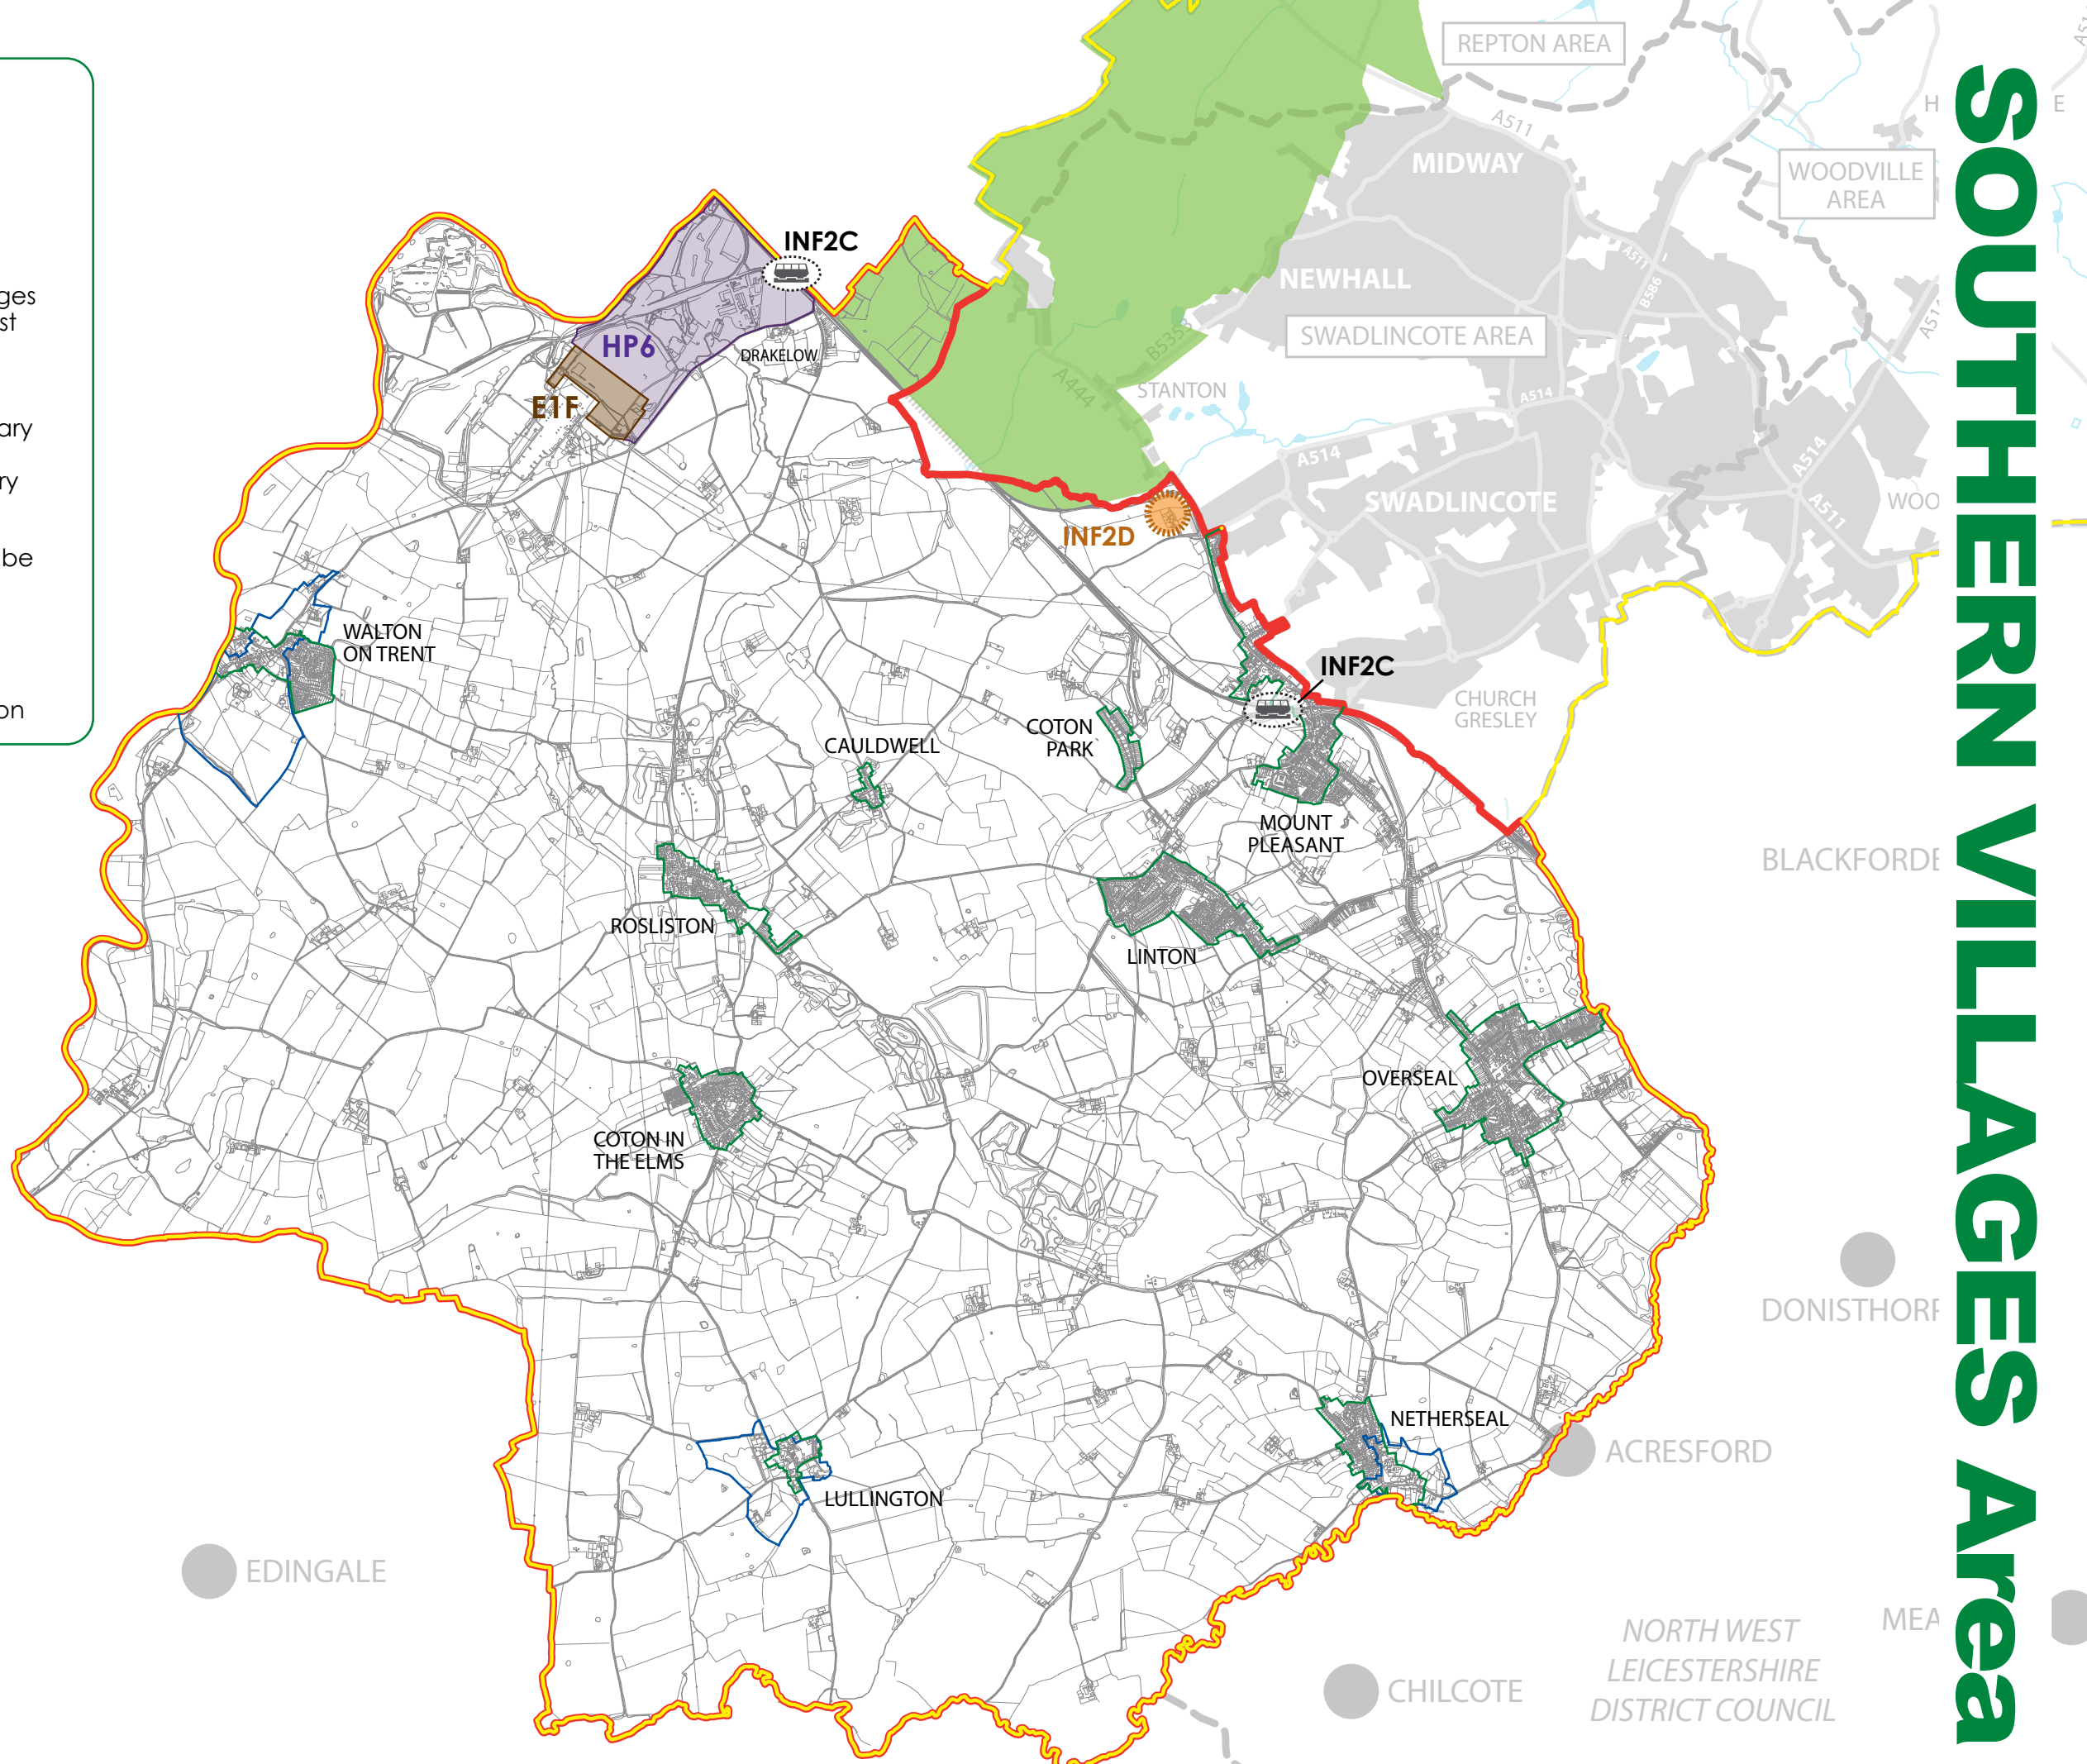 REPTON AREA
A511
H
E
A51
MIDWAY
WOODVILLE
AREA
INF2C
A511
B586
NEWHALL
A511
ges
st
SWADLINCOTE AREA
HP6
DRAKELOW
B5353
A444
STANTON
E1F
A514
ary
A514
A514
ry
SWADLINCOTE
A511
WOO
INF2D
be
WALTON
ON TRENT
INF2C
CHURCH
GRESLEY
on
COTON
PARK
CAULDWELL
MOUNT
PLEASANT
BLACKFORDE
ROSLISTON
LINTON
OVERSEAL
COTON IN
THE ELMS
DONISTHORP
NETHERSEAL
ACRESFORD
LULLINGTON
EDINGALE
NORTH WEST
LEICESTERSHIRE
DISTRICT COUNCIL
MEA
CHILCOTE
SOUTHERN VILLAGES Area